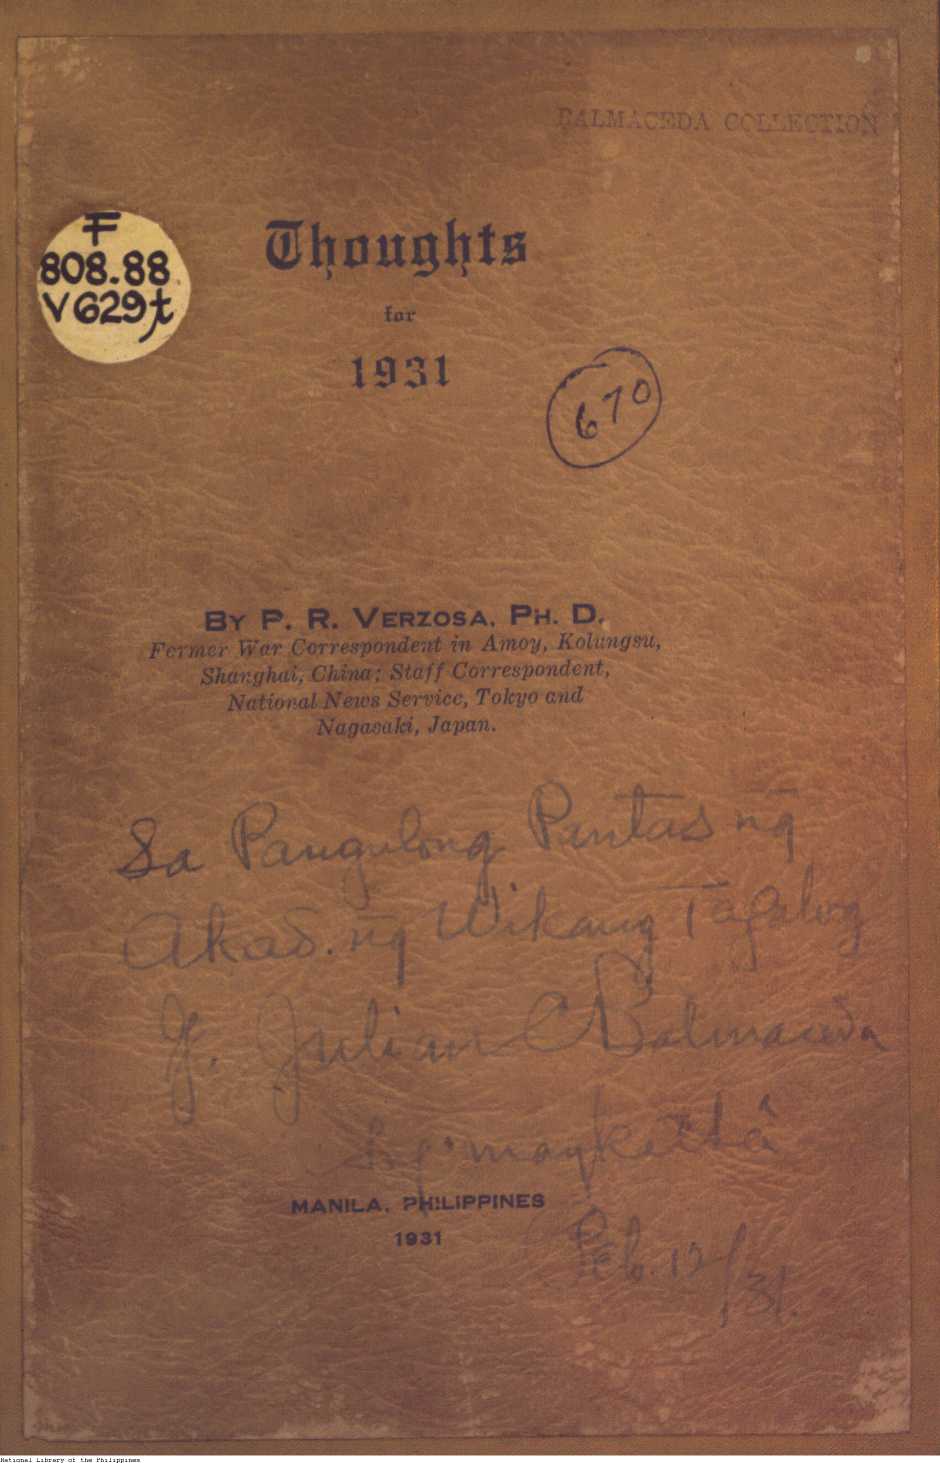 BALMACEDA COLLECTION
F
808.88
V629t
Thoughts
for
1931
670
BY P. R. VERZOSA, PH. D.
Former War Correspondent in Amoy, Kolungsu,
Shanghai, China; Staff Correspondent,
National News Service, Tokyo and
Nagasaki, Japan.
Sa Pangulong Pantas ng̃
Akad. ng̃ Wikang Tagalog
G. Julian C Balmaceda
maykathâ
MANILA, PHILIPPINES
1931
Feb. 12/31.
National Library of the Philippines